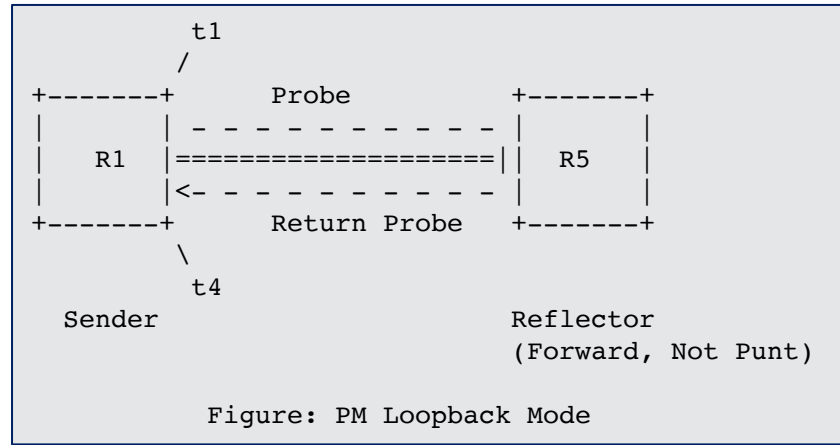 t1
/
+-------+ Probe +-------+
| | - - - - - - - - - - - | |
| R1 |====================|| R5 |
| |<- - - - - - - - - - - | |
+-------+ Return Probe +-------+
\
t4
Sender Reflector
(Forward, Not Punt)
Figure: PM Loopback Mode